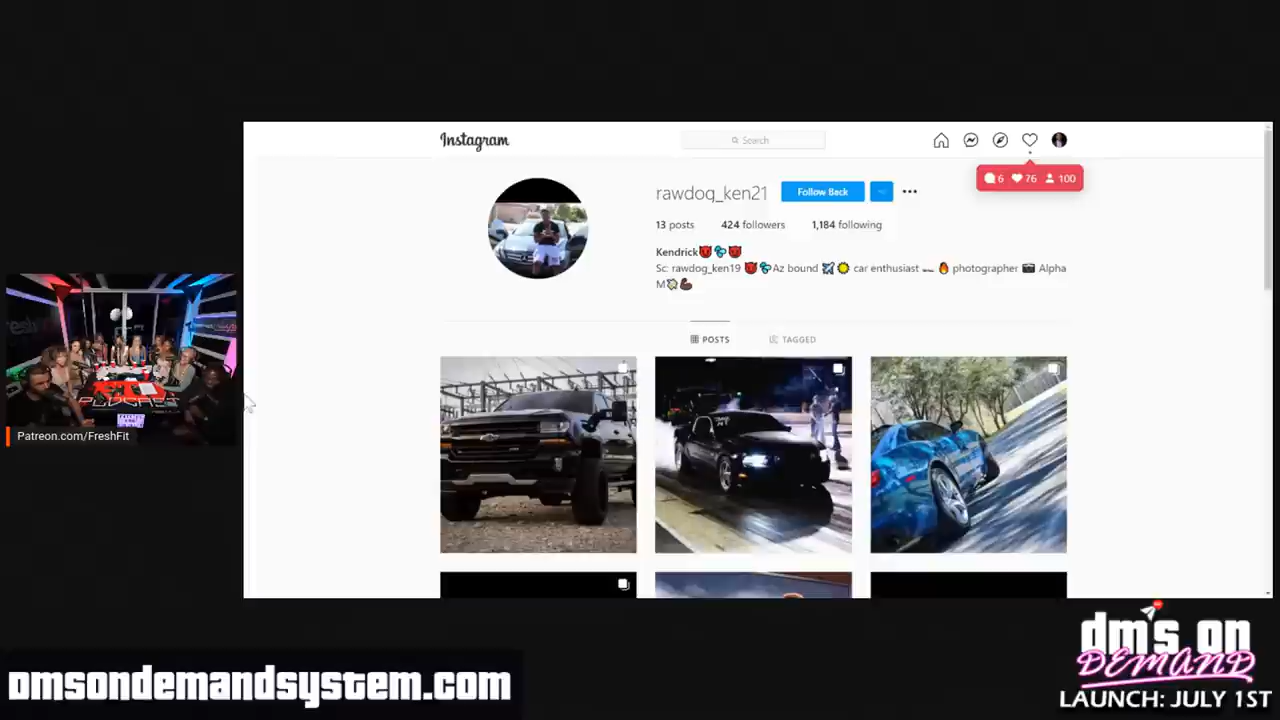 Instagram
Search
6 76 100
rawdog_ken21 Follow Back
13 posts 424 followers 1,184 following
Kendrick😈🥶😈
Sc: rawdog_ken19 😈🥶Az bound ✈️☀️ car enthusiast 🏎️🔥 photographer 📸 Alpha
M
POSTS TAGGED
PODCAST
Patreon.com/FreshFit
DMSONDEMANDSYSTEM.COM
dm's on
DEMAND
LAUNCH: JULY 1ST